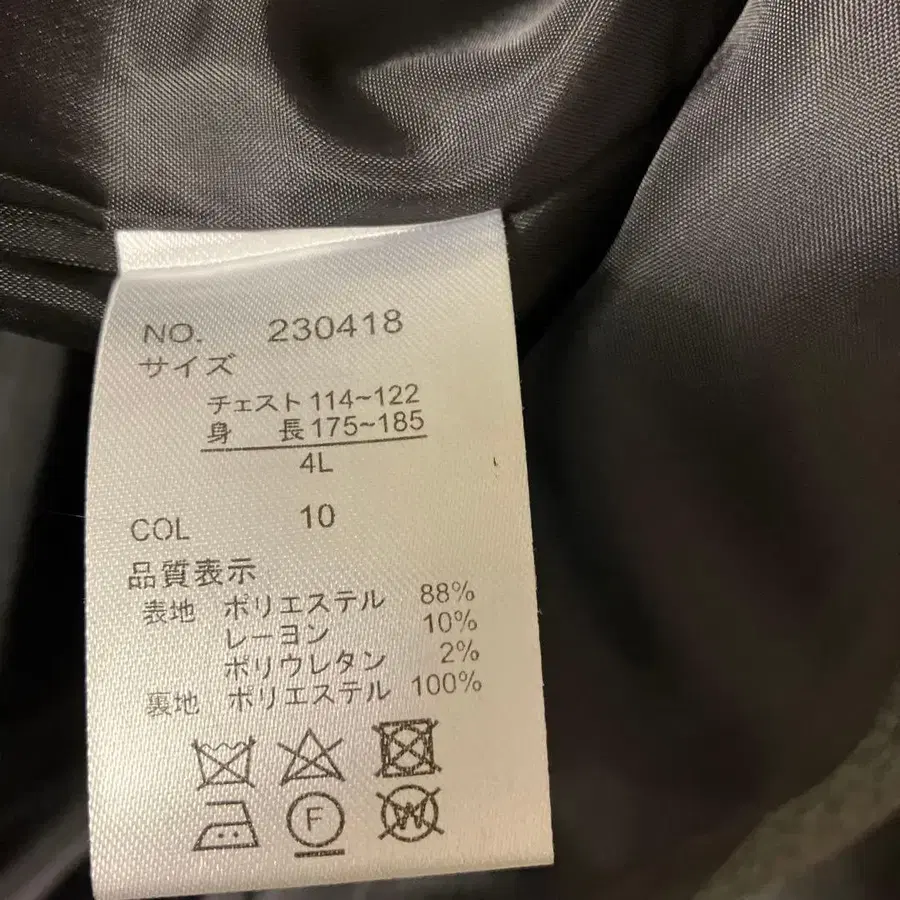 NO. 230418
サイズ
チェスト 114~122
身 長 175~185
4L
COL 10
品質表示
表地 ポリエステル 88%
レーヨン 10%
ポリウレタン 2%
裏地 ポリエステル 100%
F W